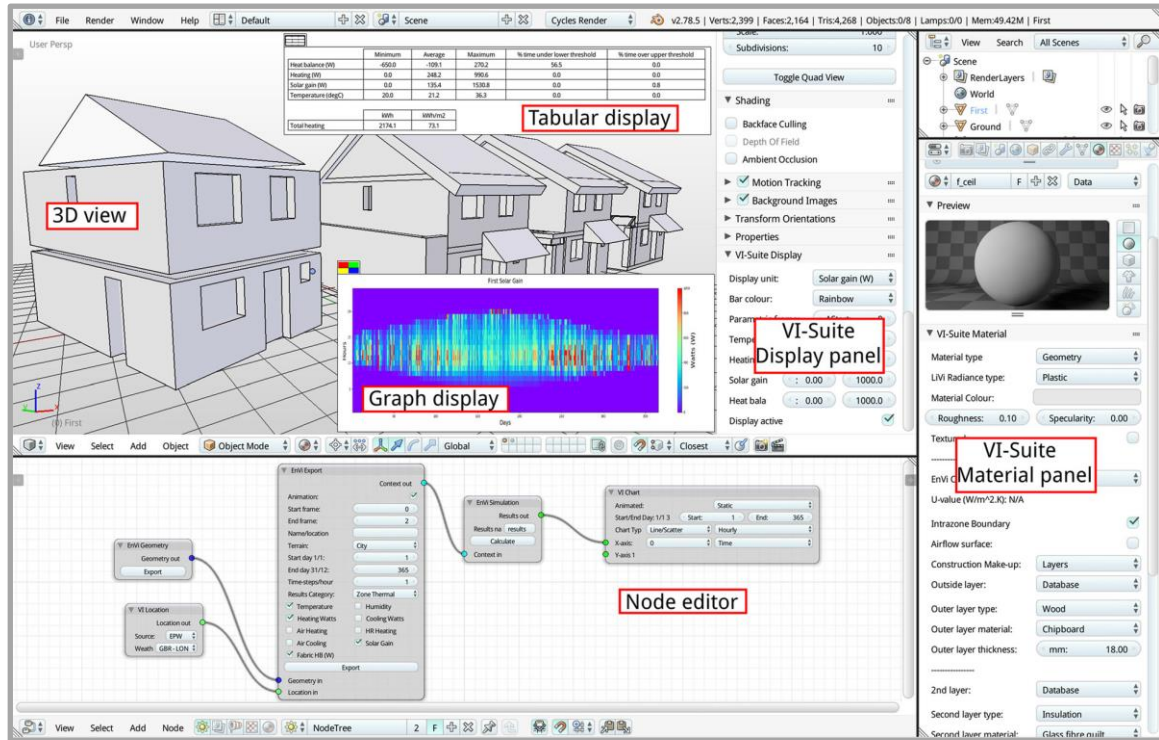 File Render Window Help Default Scene Cycles Render v2.78.5 | Verts:2,399 | Faces:2,164 | Tris:4,268 | Objects:0/8 | Lamps:0/0 | Mem:49.42M | First
User Persp
Minimum Average Maximum % time under lower threshold % time over upper threshold
Heat balance (W) -650.0 -109.1 270.2 56.5 0.0
Heating (W) 0.0 248.2 990.6 0.0 0.0
Solar gain (W) 0.0 135.4 1530.8 0.0 0.8
Temperature (degC) 20.0 21.2 36.3 0.0 0.0
kWh kWh/m2
Total heating 2174.1 73.1
Tabular display
3D view
First Solar Gain
Hours
Watts (W)
Days
Graph display
(0) First
Scale: 1.000
Subdivisions: 10
Toggle Quad View
Shading
Backface Culling
Depth Of Field
Ambient Occlusion
Motion Tracking
Background Images
Transform Orientations
Properties
VI-Suite Display
Display unit: Solar gain (W)
Bar colour: Rainbow
VI-Suite
Display panel
Solar gain : 0.00 1000.0
Heat bala : 0.00 1000.0
Display active
View Search All Scenes
Scene
RenderLayers
World
First
Ground
f_ceil F Data
Preview
VI-Suite Material
Material type Geometry
LiVi Radiance type: Plastic
Material Colour:
Roughness: 0.10 Specularity: 0.00
VI-Suite
Material panel
U-value (W/m^2.K): N/A
Intrazone Boundary
Airflow surface:
Construction Make-up: Layers
Outside layer: Database
Outer layer type: Wood
Outer layer material: Chipboard
Outer layer thickness: mm: 18.00
----------------
2nd layer: Database
Second layer type: Insulation
Second layer material: Glass fibre quilt
View Select Add Object Object Mode Global Closest
EnVi Geometry
Geometry out
Export
VI Location
Location out
Source: EPW
Weath GBR - LON
EnVi Export
Context out
Animation:
Start frame: 0
End frame: 2
Name/location
Terrain: City
Start day 1/1: 1
End day 31/12: 365
Time-steps/hour 1
Results Category: Zone Thermal
Temperature Humidity
Heating Watts Cooling Watts
Air Heating HR Heating
Air Cooling Solar Gain
Fabric HB (W)
Export
Geometry in
Location in
EnVi Simulation
Results out
Results na results
Calculate
Context in
VI Chart
Animated: Static
Start/End Day: 1/1 3 Start: 1 End: 365
Chart Typ Line/Scatter Hourly
X-axis: 0 Time
Y-axis 1
Node editor
View Select Add Node NodeTree 2 F